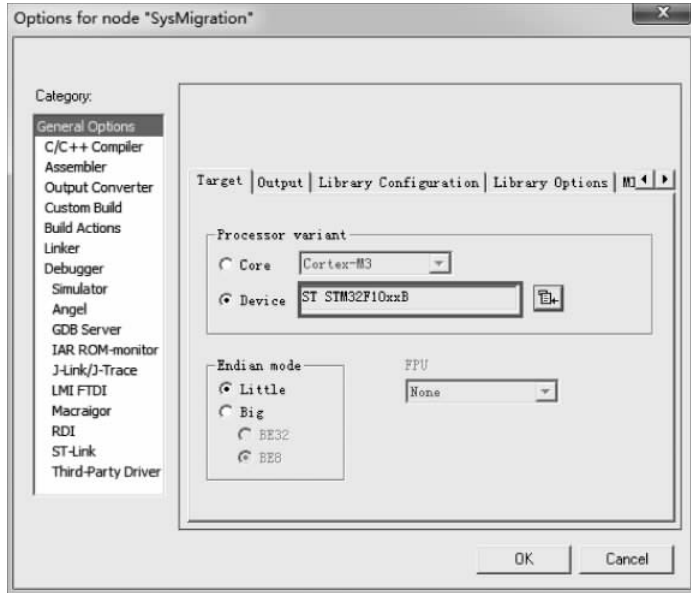 Options for node "SysMigration"
Category:
General Options
C/C++ Compiler
Assembler
Output Converter
Custom Build
Build Actions
Linker
Debugger
Simulator
Angel
GDB Server
IAR ROM-monitor
J-Link/J-Trace
LMI FTDI
Macraigor
RDI
ST-Link
Third-Party Driver
Target Output Library Configuration Library Options
Processor variant
Core Cortex-M3
Device ST STM32F10xxB
Endian mode FPU
Little None
Big
BE32
BE8
OK Cancel